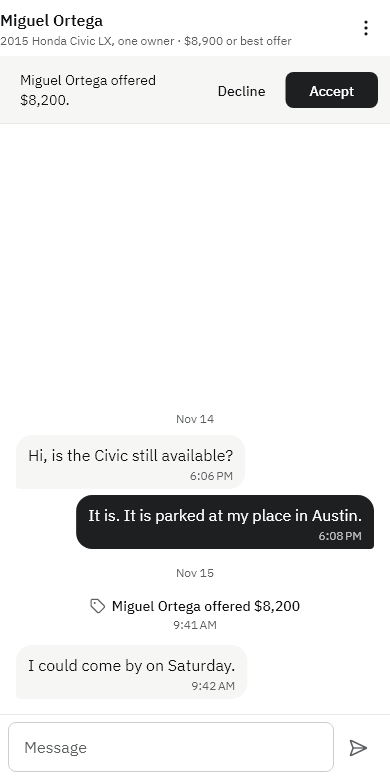 Miguel Ortega
2015 Honda Civic LX, one owner · $8,900 or best offer
Miguel Ortega offered
$8,200.
Decline
Accept
Nov 14
Hi, is the Civic still available?
6:06 PM
It is. It is parked at my place in Austin.
6:08 PM
Nov 15
Miguel Ortega offered $8,200
9:41 AM
I could come by on Saturday.
9:42 AM
Message